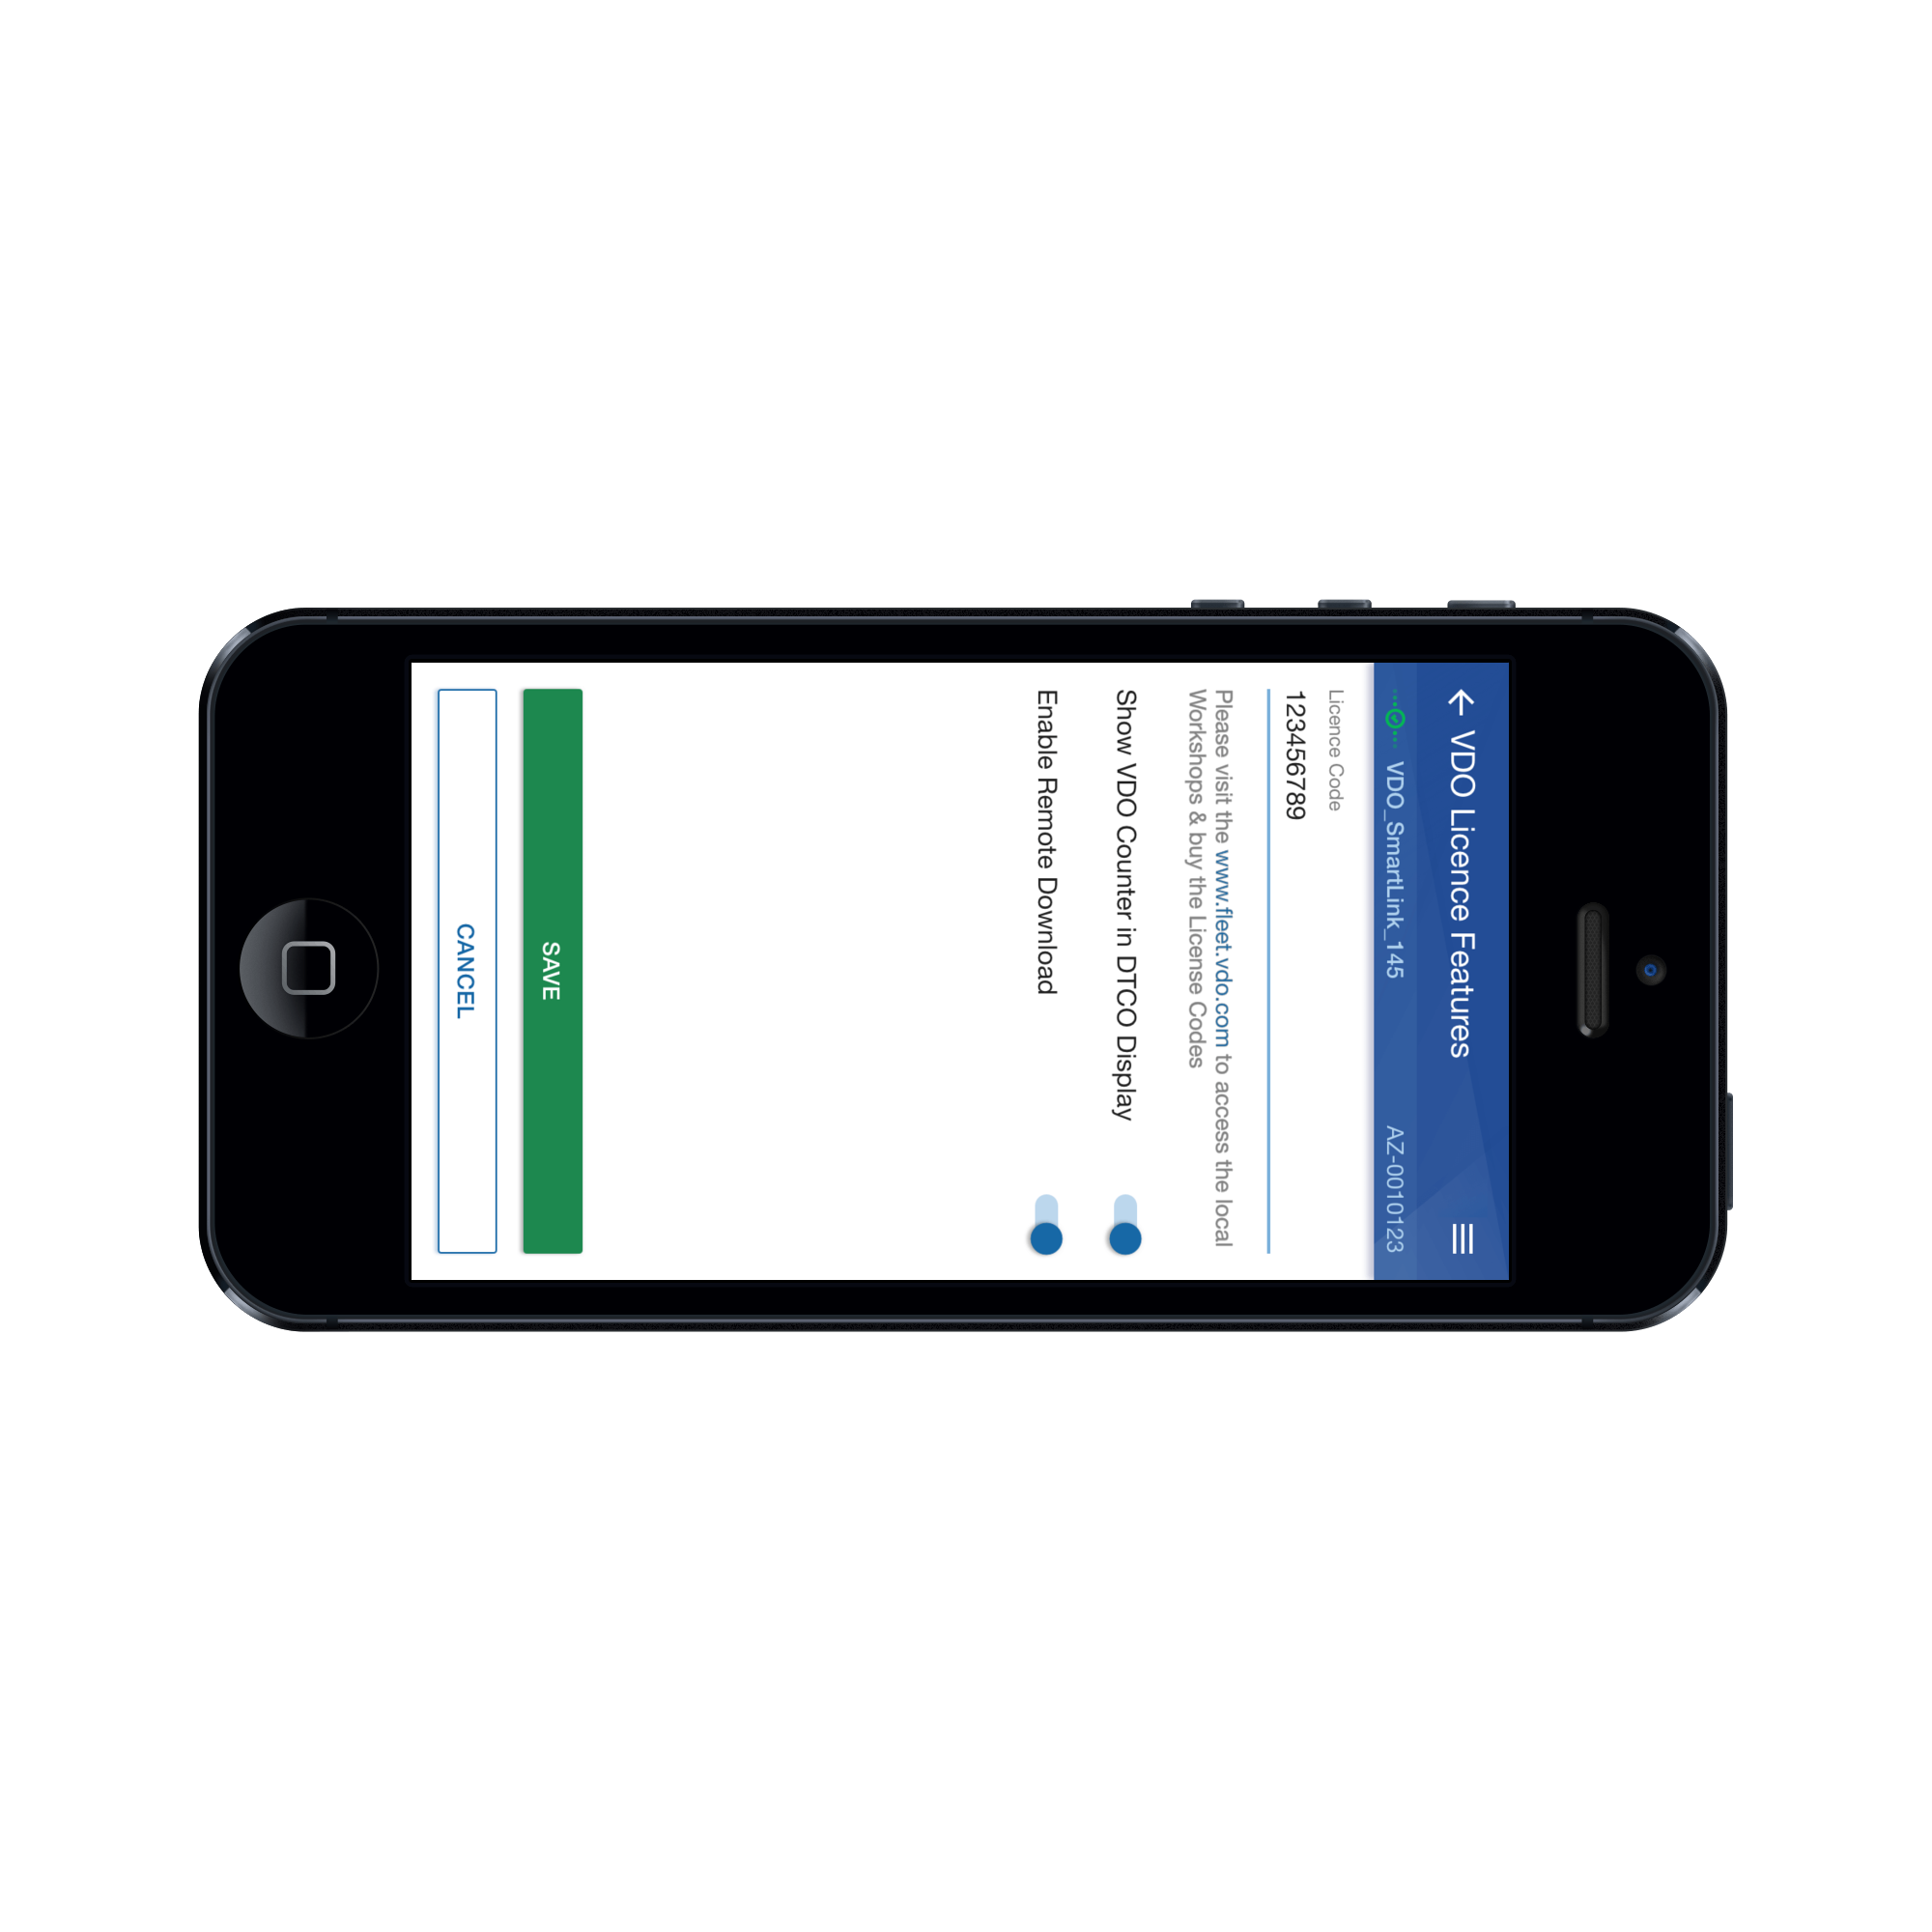 VDO Licence Features
VDO_SmartLink_145 AZ-0010123
Licence Code
123456789
Please visit the www.fleet.vdo.com to access the local
Workshops & buy the License Codes
Show VDO Counter in DTCO Display
Enable Remote Download
SAVE
CANCEL